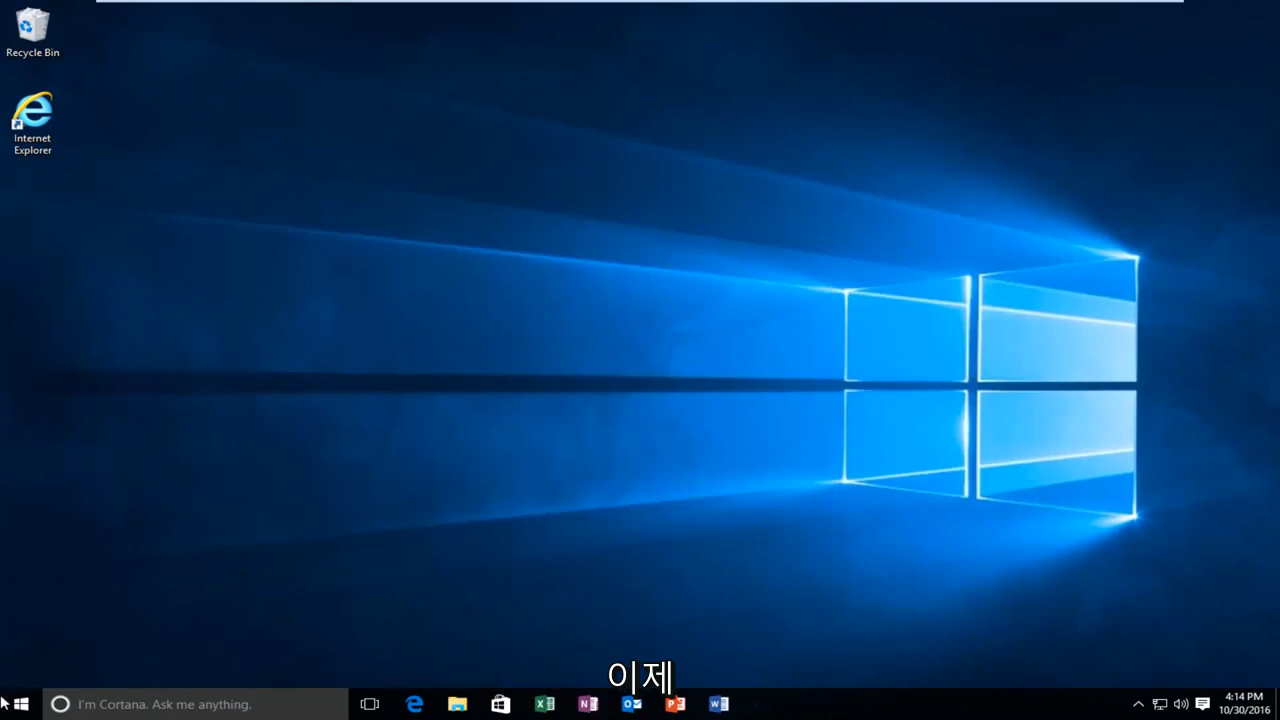 Recycle Bin
Internet
Explorer
이제
I'm Cortana. Ask me anything.
4:14 PM
10/30/2016